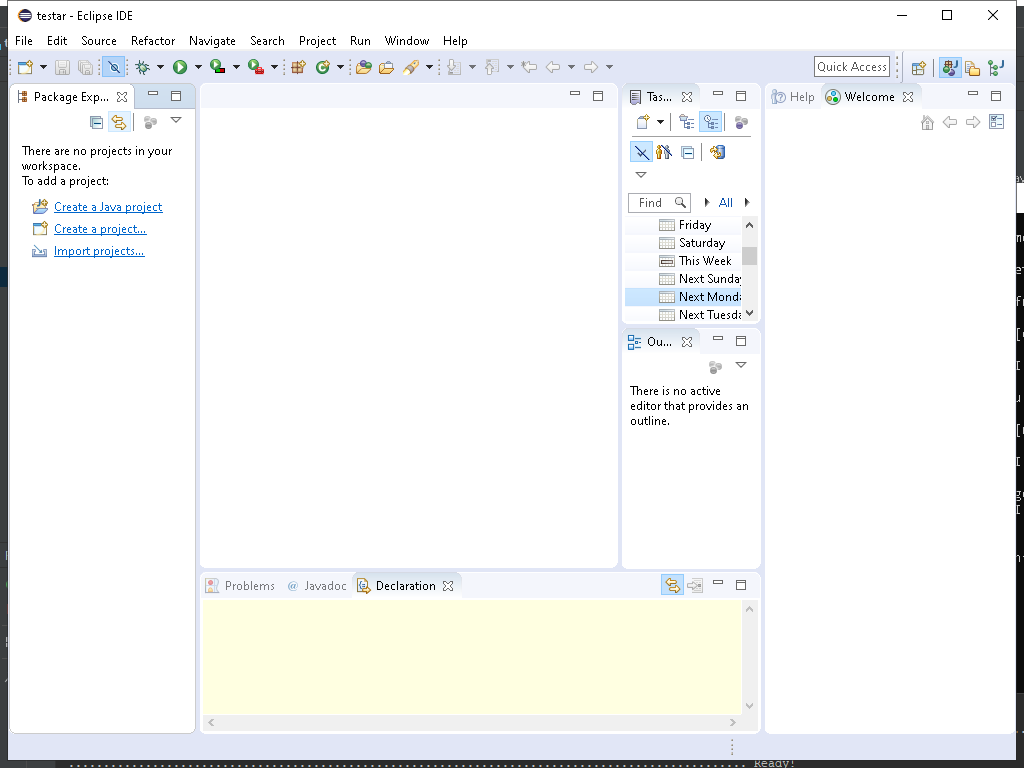 testar - Eclipse IDE
File Edit Source Refactor Navigate Search Project Run Window Help
Quick Access
Package Exp...
There are no projects in your
workspace.
To add a project:
Create a Java project
Create a project...
Import projects...
Tas...
Find All
Friday
Saturday
This Week
Next Sunday
Next Monda
Next Tuesda
Ou...
There is no active
editor that provides an
outline.
Help Welcome
Problems @ Javadoc Declaration
Ready!